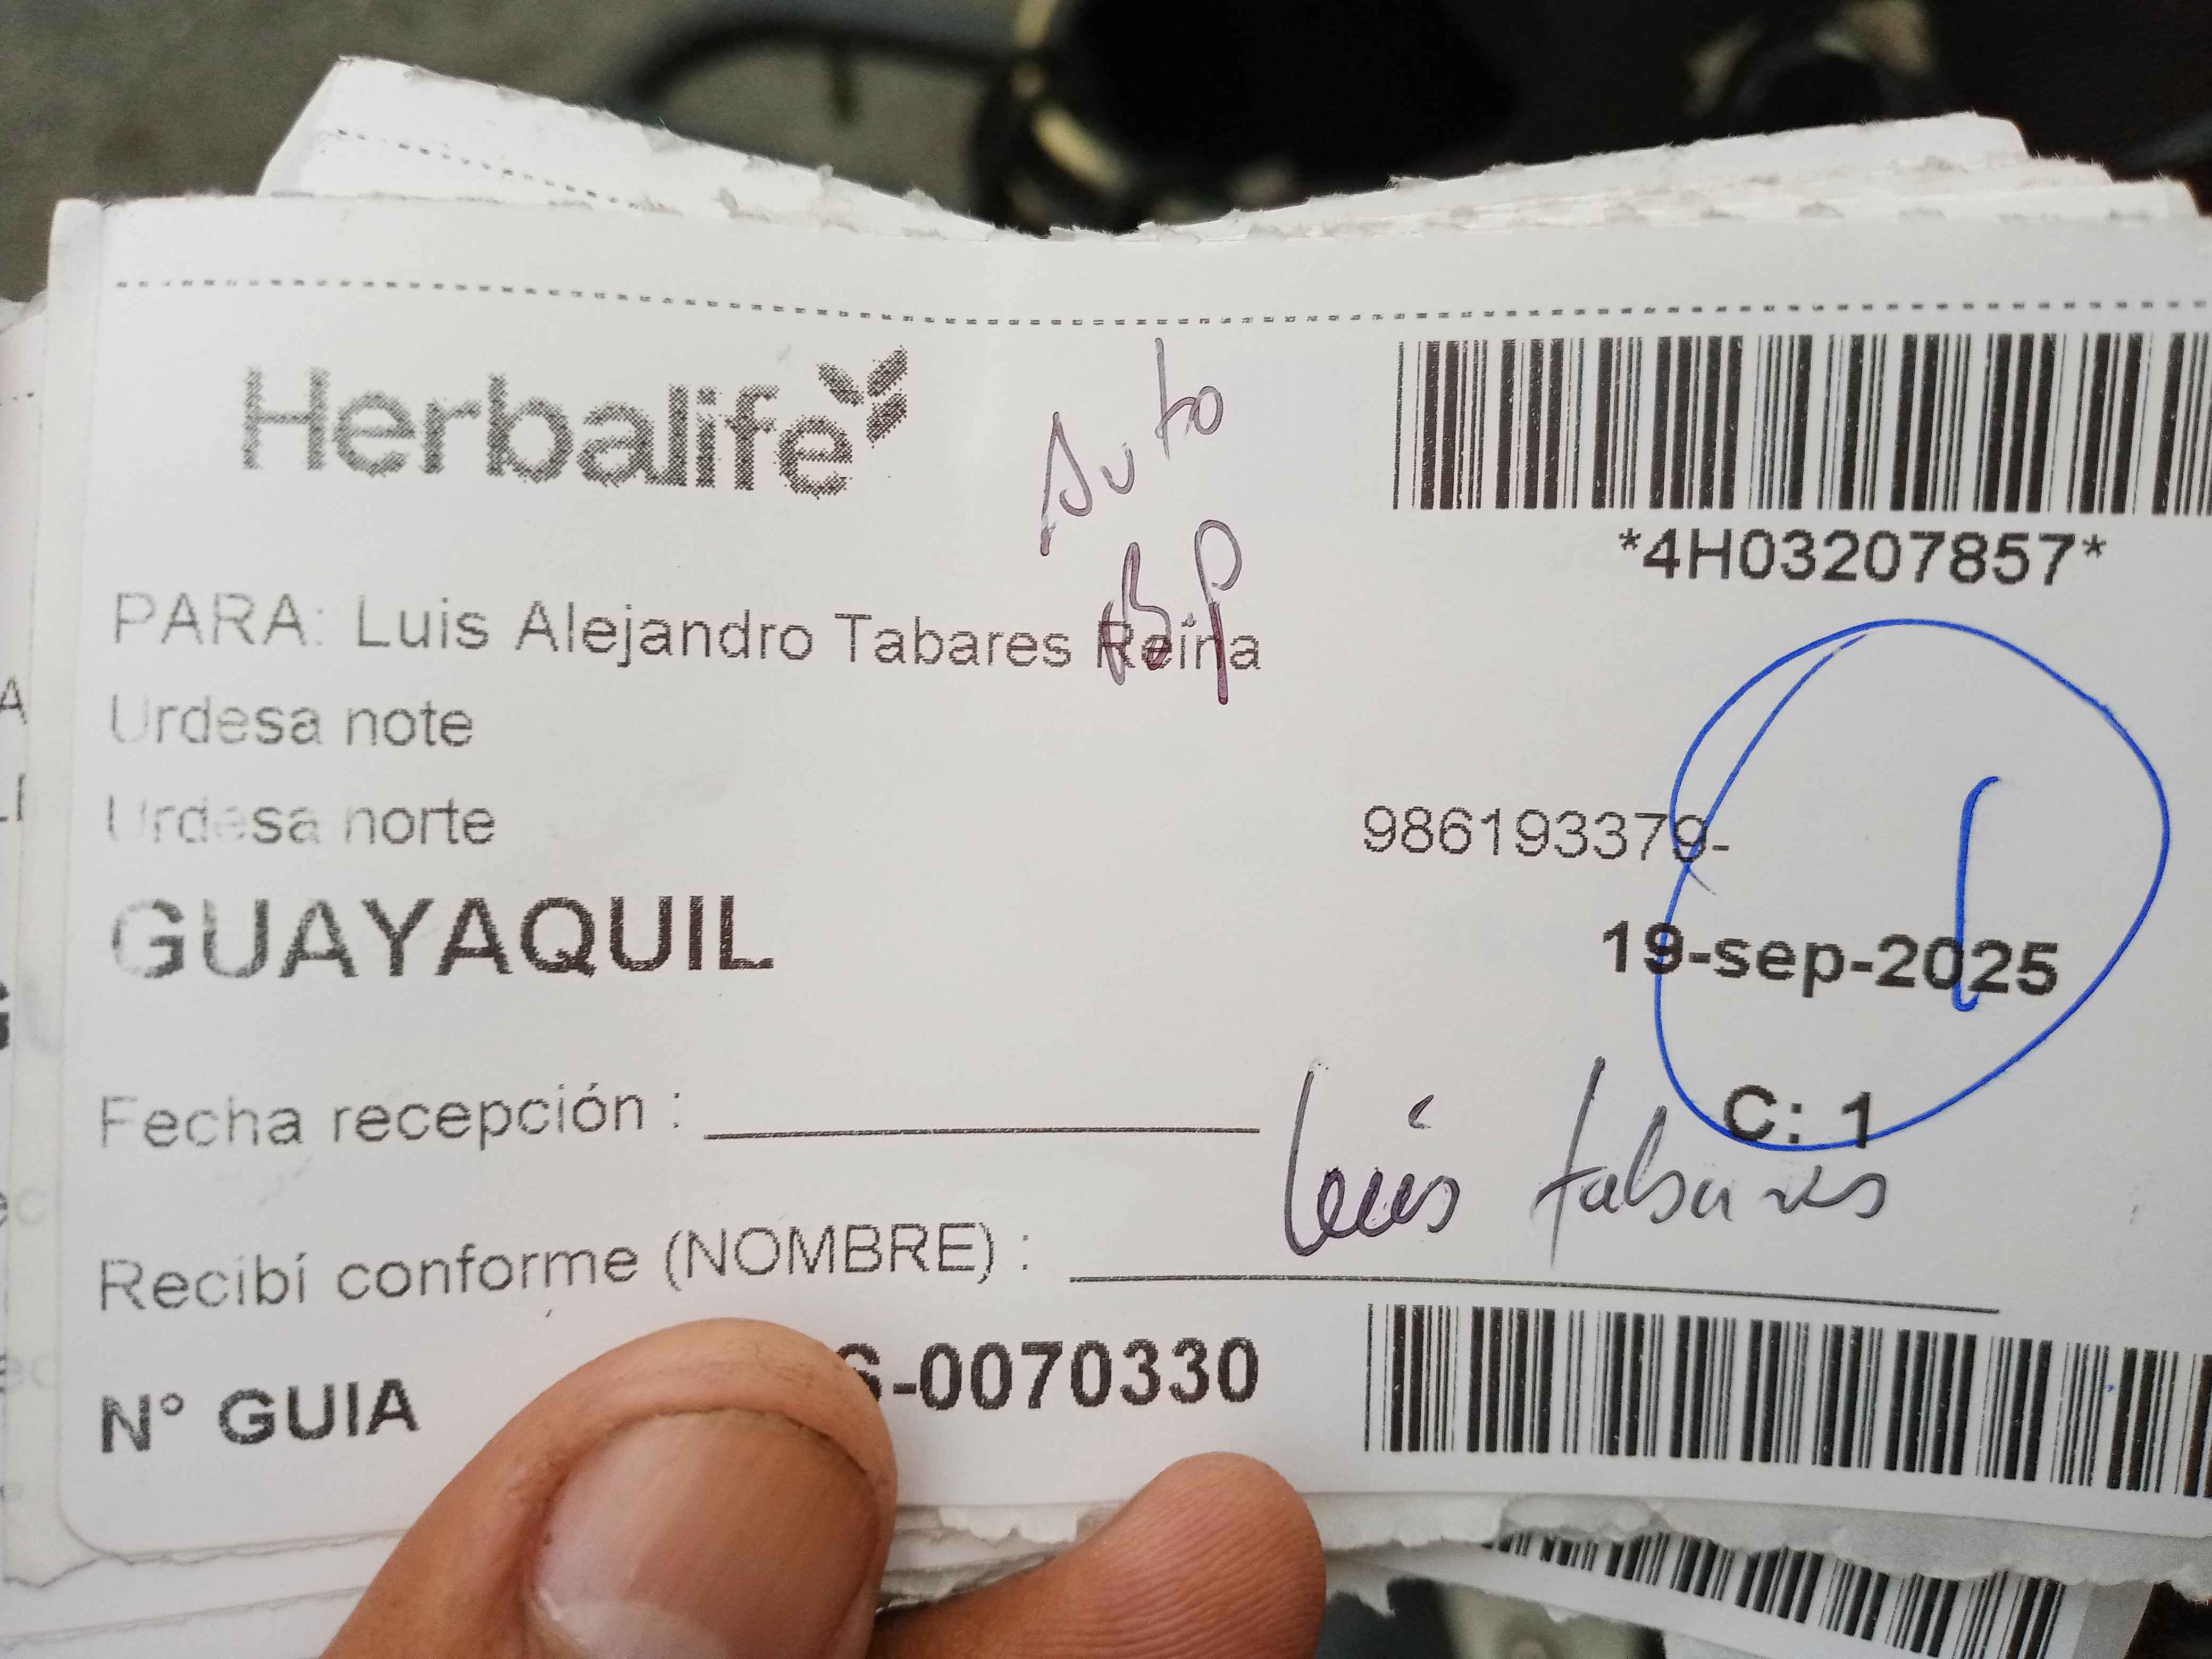 Herbalife
Auto
BP
*4H03207857*
PARA: Luis Alejandro Tabares Reina
Urdesa note
Urdesa norte
986193379-
GUAYAQUIL
19-sep-2025
C: 1
Fecha recepción :
Luis tabares
Recibí conforme (NOMBRE) :
N° GUIA
-0070330